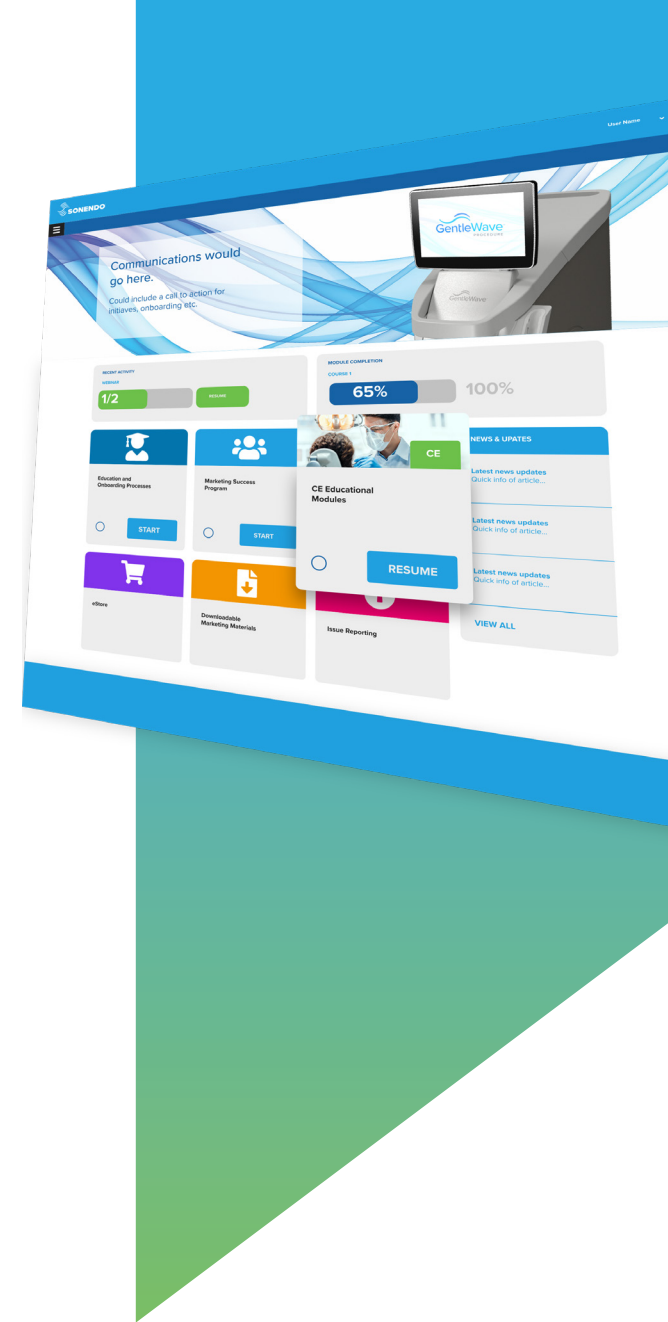 User Name
SONENDO
Communications would
go here.
Could include a call to action for
initiaves, onboarding etc.
GentleWave
PROCEDURE
GentleWave
RECENT ACTIVITY
WEBINAR
1/2
RESUME
MODULE COMPLETION
COURSE 1
65%
100%
Education and
Onboarding Processes
START
Marketing Success
Program
START
CE
CE Educational
Modules
RESUME
NEWS & UPATES
Latest news updates
Quick info of article...
Latest news updates
Quick info of article...
Latest news updates
Quick info of article...
VIEW ALL
eStore
Downloadable
Marketing Materials
Issue Reporting